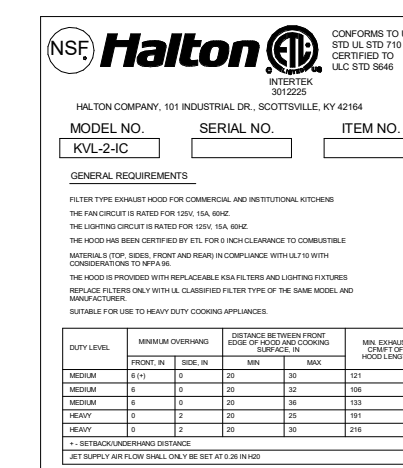 NSF
Halton
ETL
LISTED
US
INTERTEK
3012225
CONFORMS TO
STD UL STD 710
CERTIFIED TO
ULC STD S646
HALTON COMPANY, 101 INDUSTRIAL DR., SCOTTSVILLE, KY 42164
MODEL NO. SERIAL NO. ITEM NO.
KVL-2-IC
GENERAL REQUIREMENTS
FILTER TYPE EXHAUST HOOD FOR COMMERCIAL AND INSTITUTIONAL KITCHENS
THE FAN CIRCUIT IS RATED FOR 125V, 15A, 60HZ.
THE LIGHTING CIRCUIT IS RATED FOR 125V, 15A, 60HZ.
THE HOOD HAS BEEN CERTIFIED BY ETL FOR 0 INCH CLEARANCE TO COMBUSTIBLE
MATERIALS (TOP, SIDES, FRONT AND REAR) IN COMPLIANCE WITH UL710 WITH
CONSIDERATIONS TO NFPA 96.
THE HOOD IS PROVIDED WITH REPLACEABLE KSA FILTERS AND LIGHTING FIXTURES
REPLACE FILTERS ONLY WITH UL CLASSIFIED FILTER TYPE OF THE SAME MODEL AND
MANUFACTURER.
SUITABLE FOR USE TO HEAVY DUTY COOKING APPLIANCES.
DUTY LEVEL MINIMUM OVERHANG DISTANCE BETWEEN FRONT
EDGE OF HOOD AND COOKING
SURFACE, IN MIN. EXHAUS
CFM/FT OF
HOOD LENGT
FRONT, IN SIDE, IN MIN MAX
MEDIUM 6 (+) 0 20 30 121
MEDIUM 6 0 20 32 106
MEDIUM 6 0 20 36 133
HEAVY 0 2 20 25 191
HEAVY 0 2 20 30 216
+ - SETBACK/UNDERHANG DISTANCE
JET SUPPLY AIR FLOW SHALL ONLY BE SET AT 0.26 IN H20